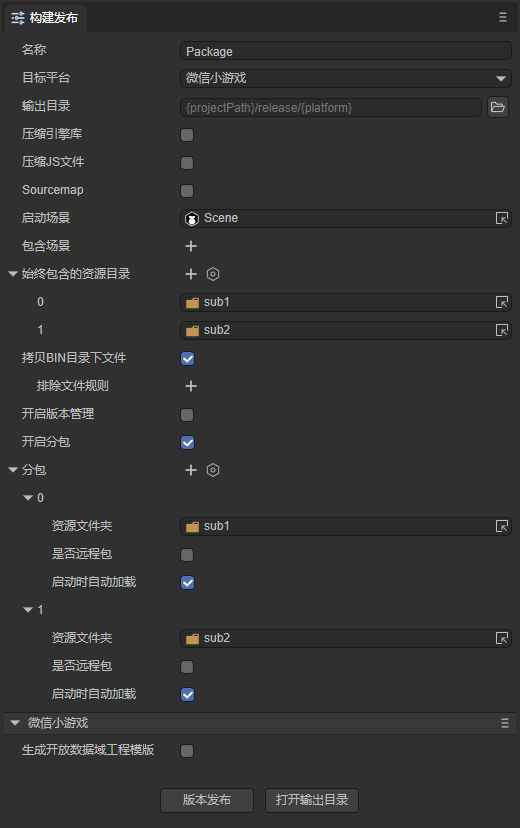 构建发布
名称 Package
目标平台 微信小游戏
输出目录 {projectPath}/release/{platform}
压缩引擎库
压缩JS文件
Sourcemap
启动场景 Scene
包含场景
始终包含的资源目录
0 sub1
1 sub2
拷贝BIN目录下文件
排除文件规则
开启版本管理
开启分包
分包
0
资源文件夹 sub1
是否远程包
启动时自动加载
1
资源文件夹 sub2
是否远程包
启动时自动加载
微信小游戏
生成开放数据域工程模版
版本发布 打开输出目录